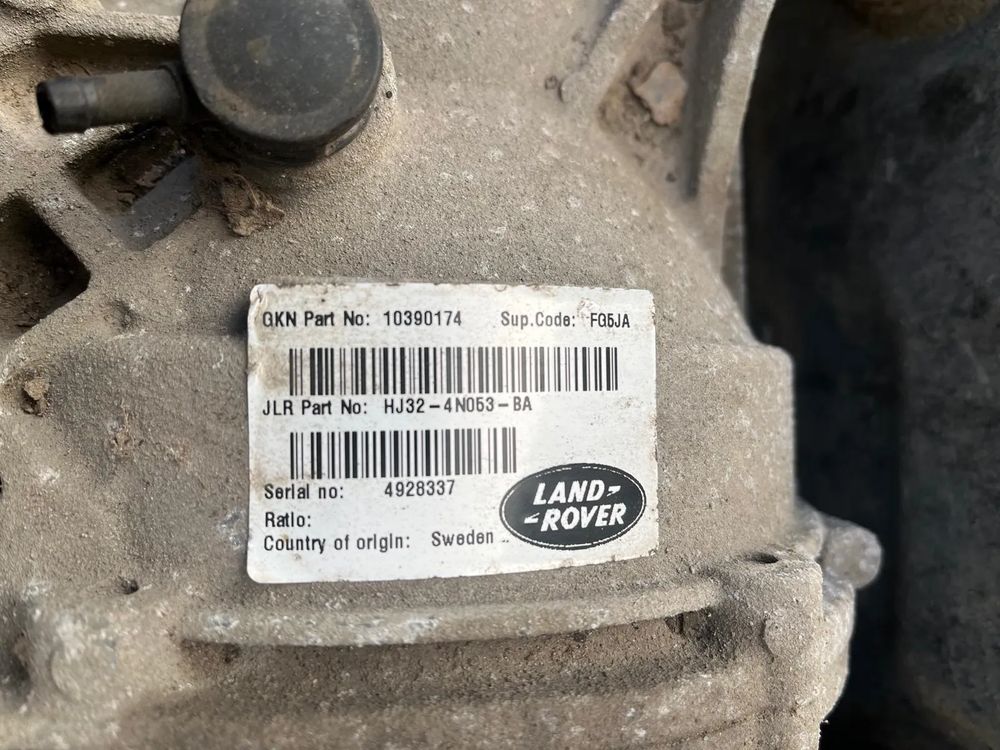 GKN Part No: 10390174 Sup.Code: FG5JA
JLR Part No: HJ32-4N053-BA
Serial no: 4928337
Ratio:
Country of origin: Sweden
LAND-
-ROVER